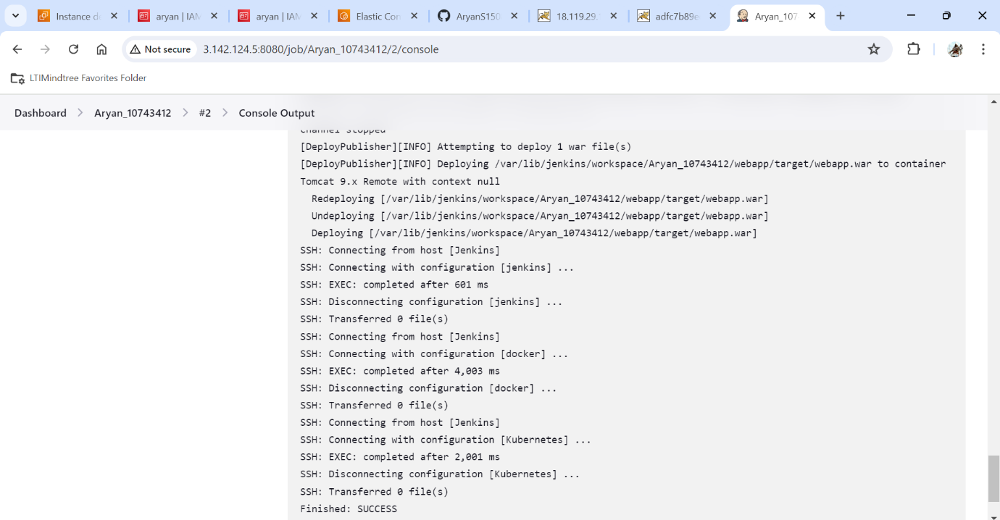 Instance de
aryan | IAM
aryan | IAM
Elastic Con
AryanS150
18.119.29.
adfc7b89e
Aryan_107
Not secure
3.142.124.5:8080/job/Aryan_10743412/2/console
LTIMindtree Favorites Folder
Dashboard
Aryan_10743412
#2
Console Output
channel stopped
[DeployPublisher][INFO] Attempting to deploy 1 war file(s)
[DeployPublisher][INFO] Deploying /var/lib/jenkins/workspace/Aryan_10743412/webapp/target/webapp.war to container
Tomcat 9.x Remote with context null
Redeploying [/var/lib/jenkins/workspace/Aryan_10743412/webapp/target/webapp.war]
Undeploying [/var/lib/jenkins/workspace/Aryan_10743412/webapp/target/webapp.war]
Deploying [/var/lib/jenkins/workspace/Aryan_10743412/webapp/target/webapp.war]
SSH: Connecting from host [Jenkins]
SSH: Connecting with configuration [jenkins] ...
SSH: EXEC: completed after 601 ms
SSH: Disconnecting configuration [jenkins] ...
SSH: Transferred 0 file(s)
SSH: Connecting from host [Jenkins]
SSH: Connecting with configuration [docker] ...
SSH: EXEC: completed after 4,003 ms
SSH: Disconnecting configuration [docker] ...
SSH: Transferred 0 file(s)
SSH: Connecting from host [Jenkins]
SSH: Connecting with configuration [Kubernetes] ...
SSH: EXEC: completed after 2,001 ms
SSH: Disconnecting configuration [Kubernetes] ...
SSH: Transferred 0 file(s)
Finished: SUCCESS